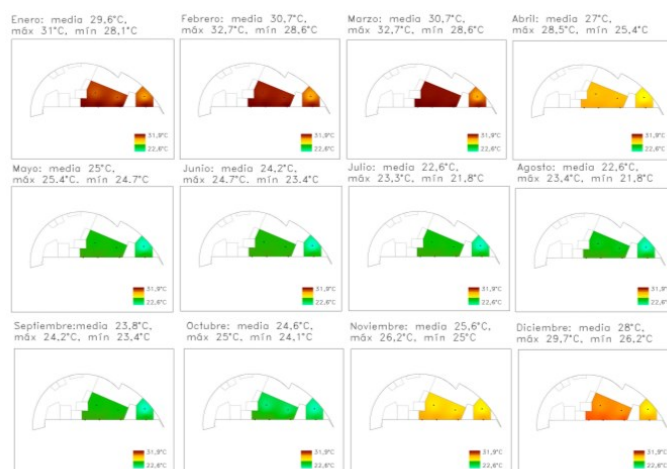 Enero: media 29,6°C,
máx 31°C, mín 28,1°C
Febrero: media 30,7°C,
máx 32,7°C, mín 28,6°C
Marzo: media 30,7°C,
máx 32,7°C, mín 28,6°C
Abril: media 27°C,
máx 28,5°C, mín 25,4°C
31,9°C
22,6°C
31,9°C
22,6°C
31,9°C
22,6°C
31,9°C
22,6°C
Mayo: media 25°C,
máx 25.4°C, mín 24.7°C
Junio: media 24,2°C,
máx 24.7°C, mín 23.4°C
Julio: media 22,6°C,
máx 23,3°C, mín 21,8°C
Agosto: media 22,6°C,
máx 23,4°C, mín 21,8°C
31,9°C
22,6°C
31,9°C
22,6°C
31,9°C
22,6°C
31,9°C
22,6°C
Septiembre:media 23,8°C,
máx 24,2°C, mín 23,4°C
Octubre: media 24,6°C,
máx 25°C, mín 24,1°C
Noviembre: media 25,6°C,
máx 26,2°C, mín 25°C
Diciembre: media 28°C,
máx 29,7°C, mín 26,2°C
31,9°C
22,6°C
31,9°C
22,6°C
31,9°C
22,6°C
31,9°C
22,6°C